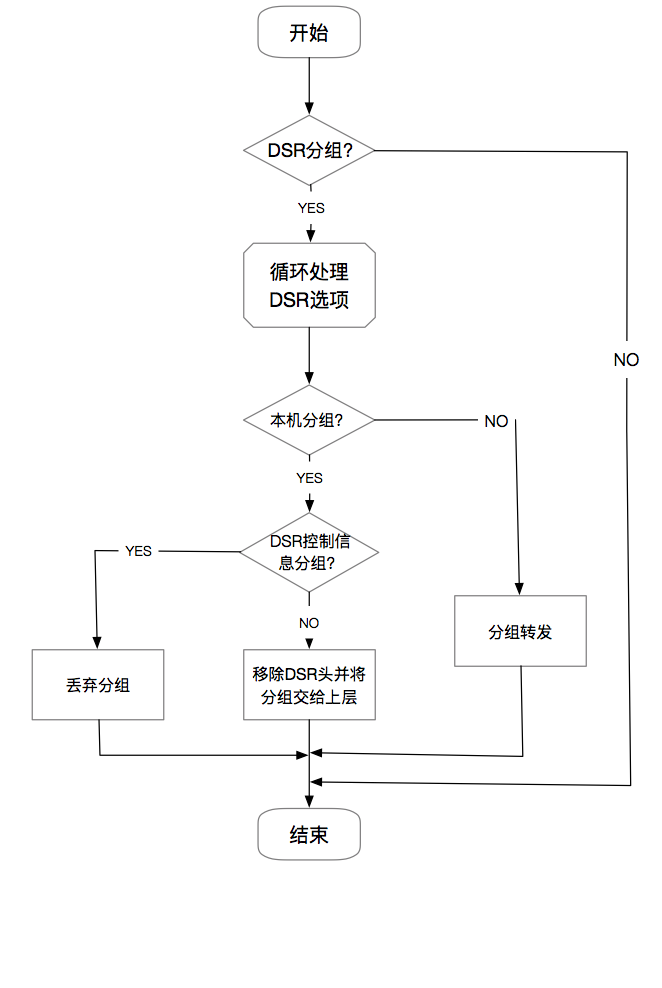 开始
DSR分组?
YES
循环处理
DSR选项
NO
本机分组?
NO
YES
DSR控制信
息分组?
YES
NO
分组转发
丢弃分组
移除DSR头并将
分组交给上层
结束